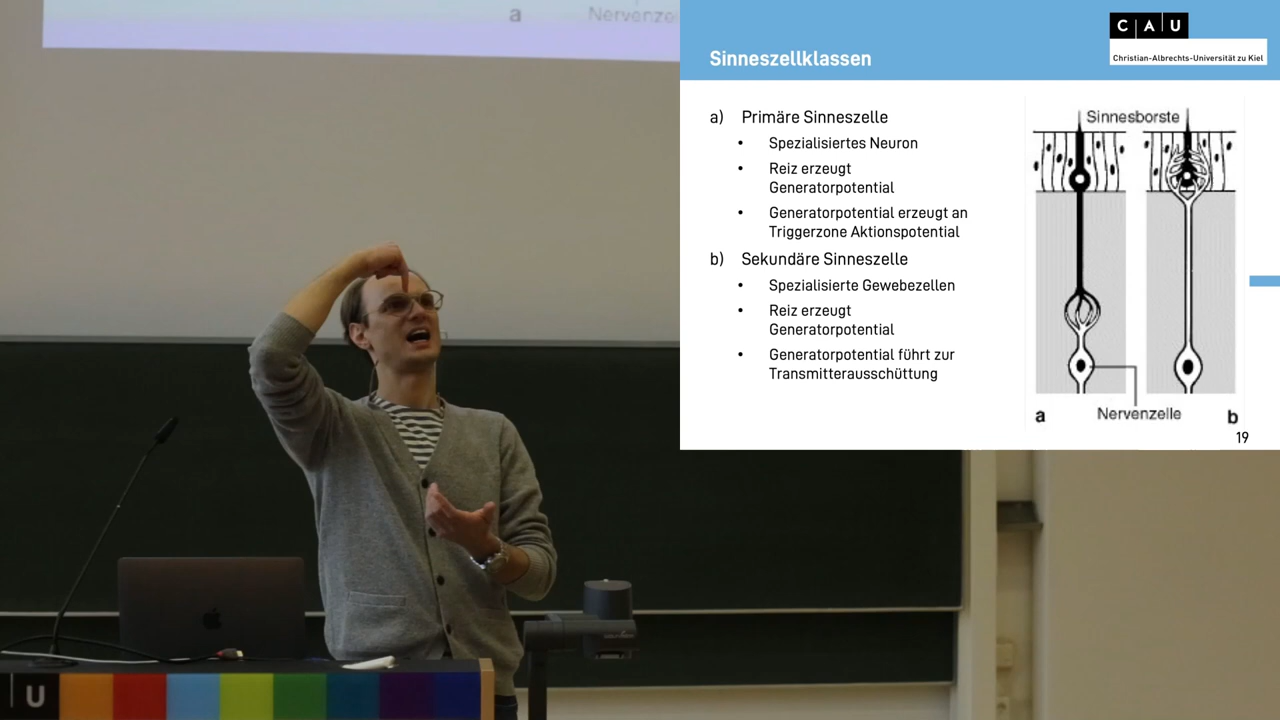 a Nervenze
Sinneszellklassen
C A U
Christian-Albrechts-Universität zu Kiel
a) Primäre Sinneszelle
• Spezialisiertes Neuron
• Reiz erzeugt
Generatorpotential
• Generatorpotential erzeugt an
Triggerzone Aktionspotential
b) Sekundäre Sinneszelle
• Spezialisierte Gewebezellen
• Reiz erzeugt
Generatorpotential
• Generatorpotential führt zur
Transmitterausschüttung
Sinnesborste
Nervenzelle
a b
19
U